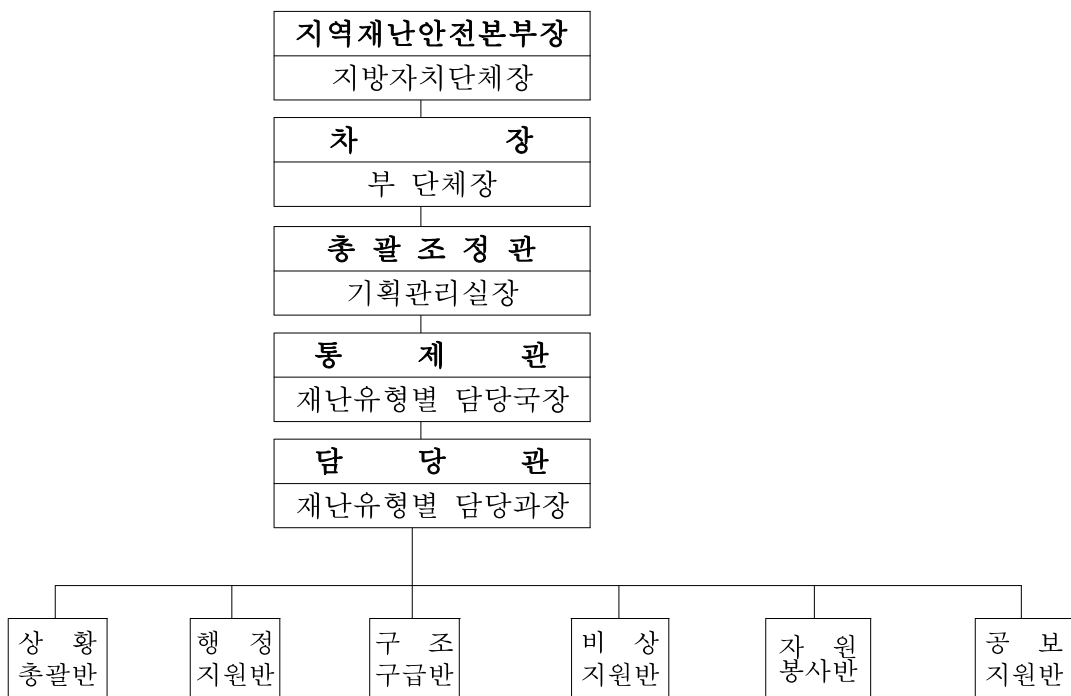 지역재난안전본부장
지방자치단체장
차 장
부 단체장
총 괄 조 정 관
기획관리실장
통 제 관
재난유형별 담당국장
담 당 관
재난유형별 담당과장
상 황
총괄반
행 정
지원반
구 조
구급반
비 상
지원반
자 원
봉사반
공 보
지원반